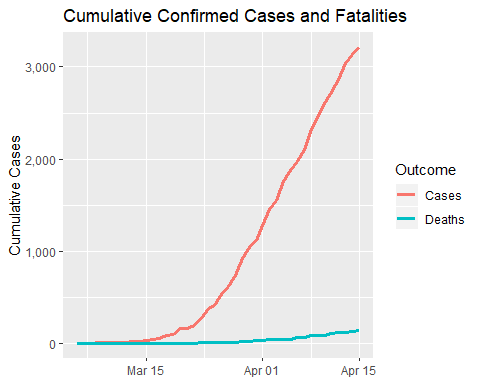 Cumulative Confirmed Cases and Fatalities
Cumulative Cases
3,000
2,000
1,000
0
Mar 15
Apr 01
Apr 15
Outcome
Cases
Deaths